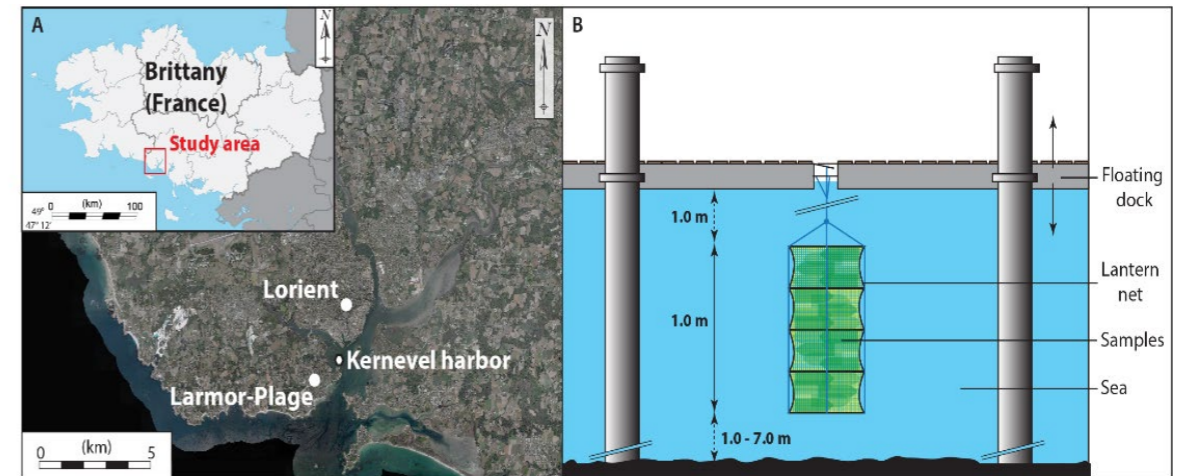 A
N
Brittany
(France)
Study area
(km)
0
100
49°
47° 12'
N
Lorient
Kernevel harbor
Larmor-Plage
(km)
0
5
B
1.0 m
1.0 m
1.0 - 7.0 m
Floating
dock
Lantern
net
Samples
Sea